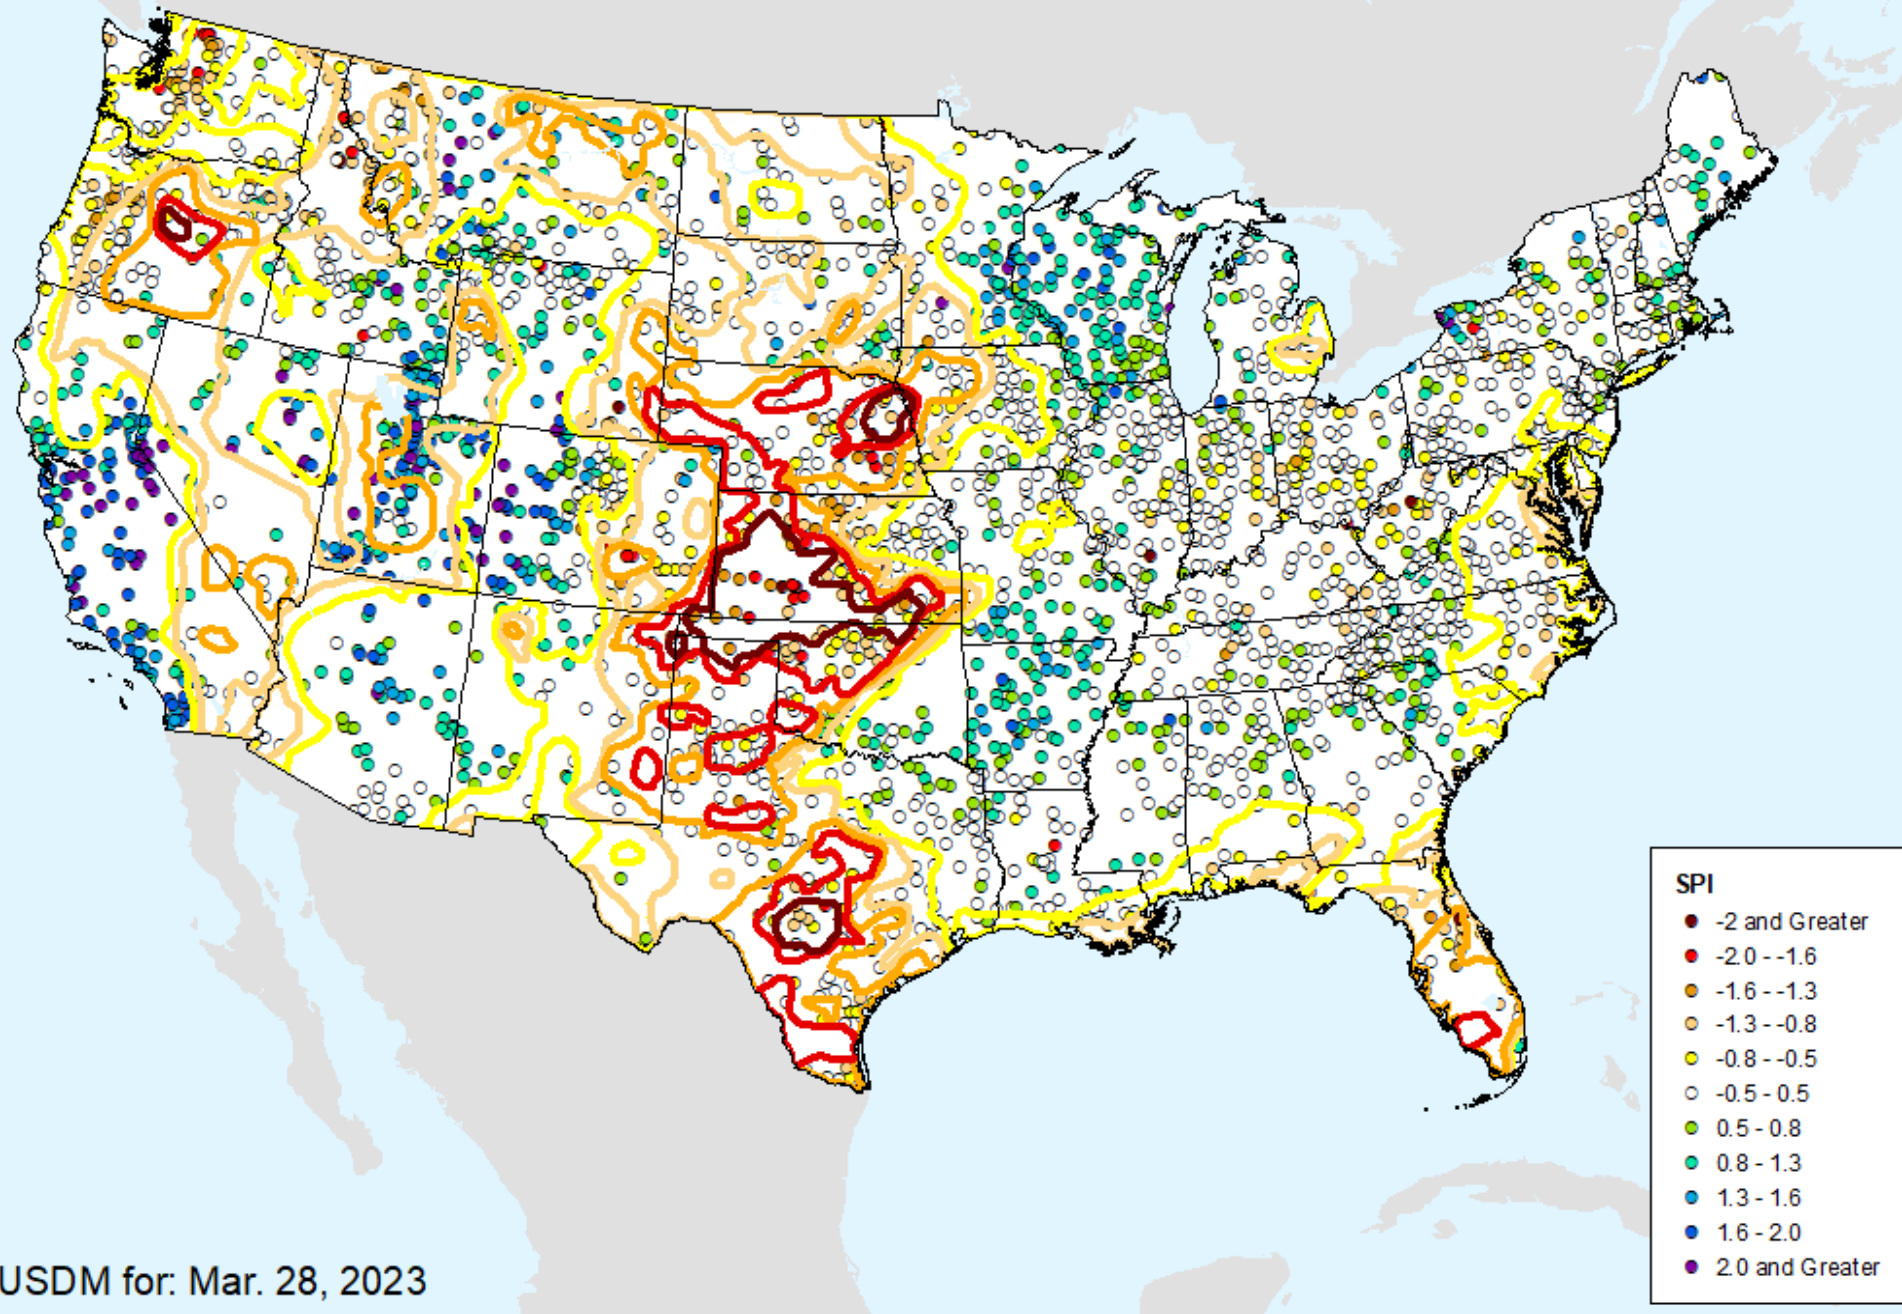 SPI
-2 and Greater
-2.0 - -1.6
-1.6 - -1.3
-1.3 - -0.8
-0.8 - -0.5
-0.5 - 0.5
0.5 - 0.8
0.8 - 1.3
1.3 - 1.6
1.6 - 2.0
2.0 and Greater
USDM for: Mar. 28, 2023